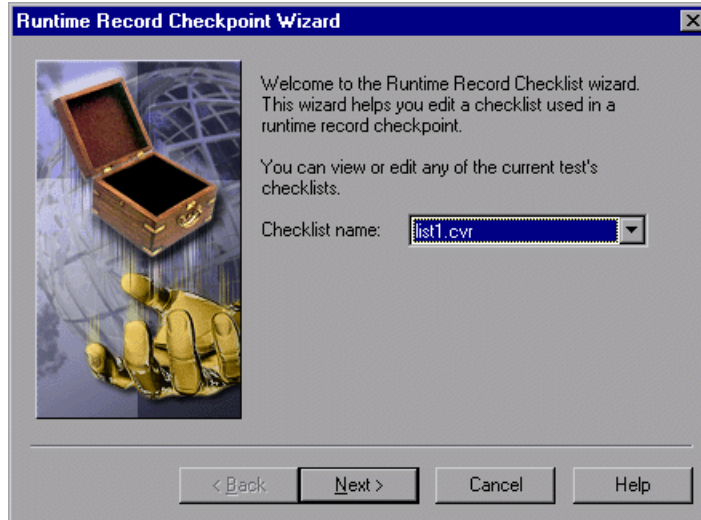 Runtime Record Checkpoint Wizard
Welcome to the Runtime Record Checklist wizard.
This wizard helps you edit a checklist used in a
runtime record checkpoint.
You can view or edit any of the current test's
checklists.
Checklist name: list1.cvr
< Back Next > Cancel Help